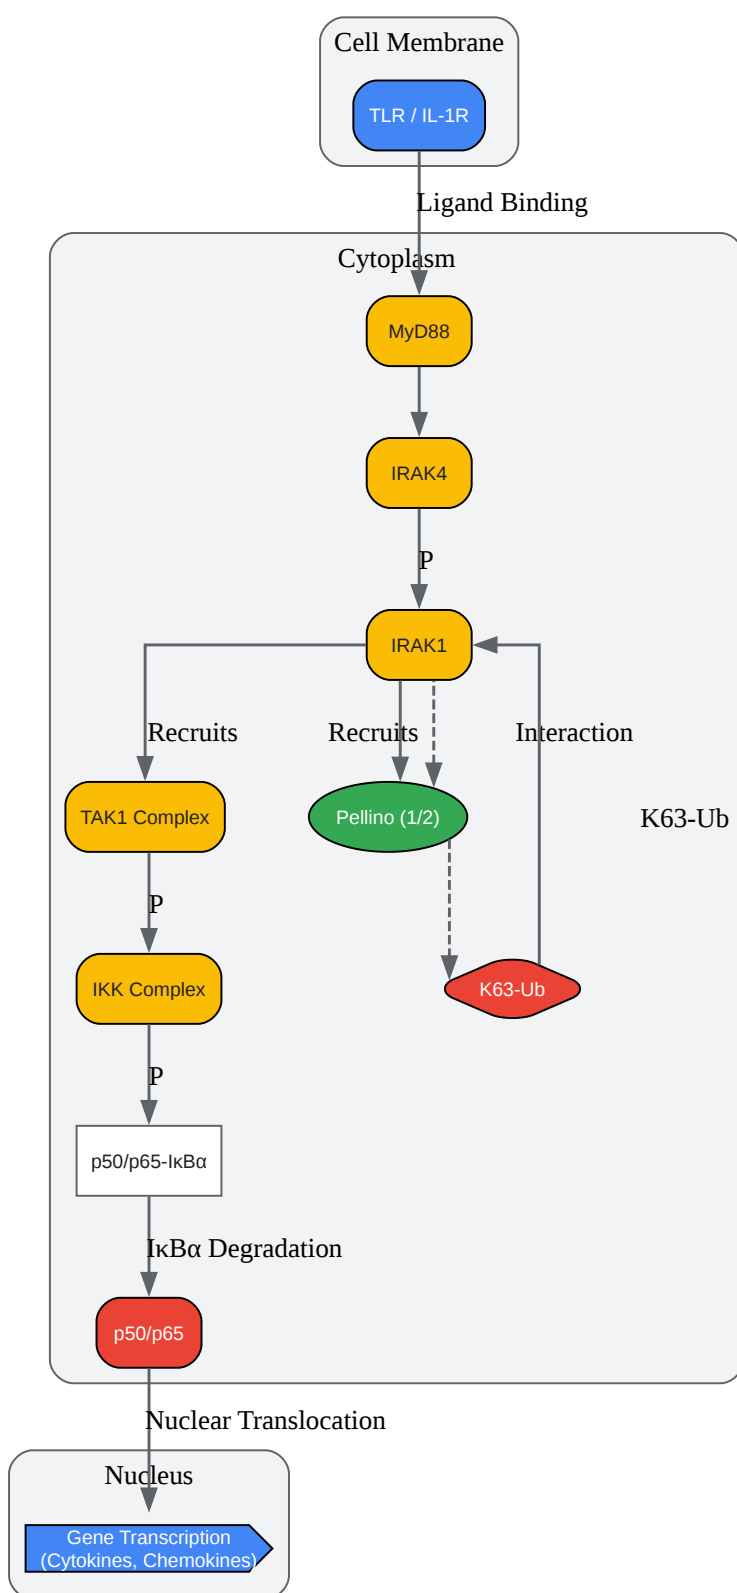 Cell Membrane
TLR / IL-1R
Ligand Binding
Cytoplasm
MyD88
IRAK4
P
IRAK1
Recruits
Recruits
Interaction
TAK1 Complex
Pellino (1/2)
K63-Ub
P
IKK Complex
K63-Ub
P
p50/p65-IκBα
IκBα Degradation
p50/p65
Nuclear Translocation
Nucleus
Gene Transcription
(Cytokines, Chemokines)